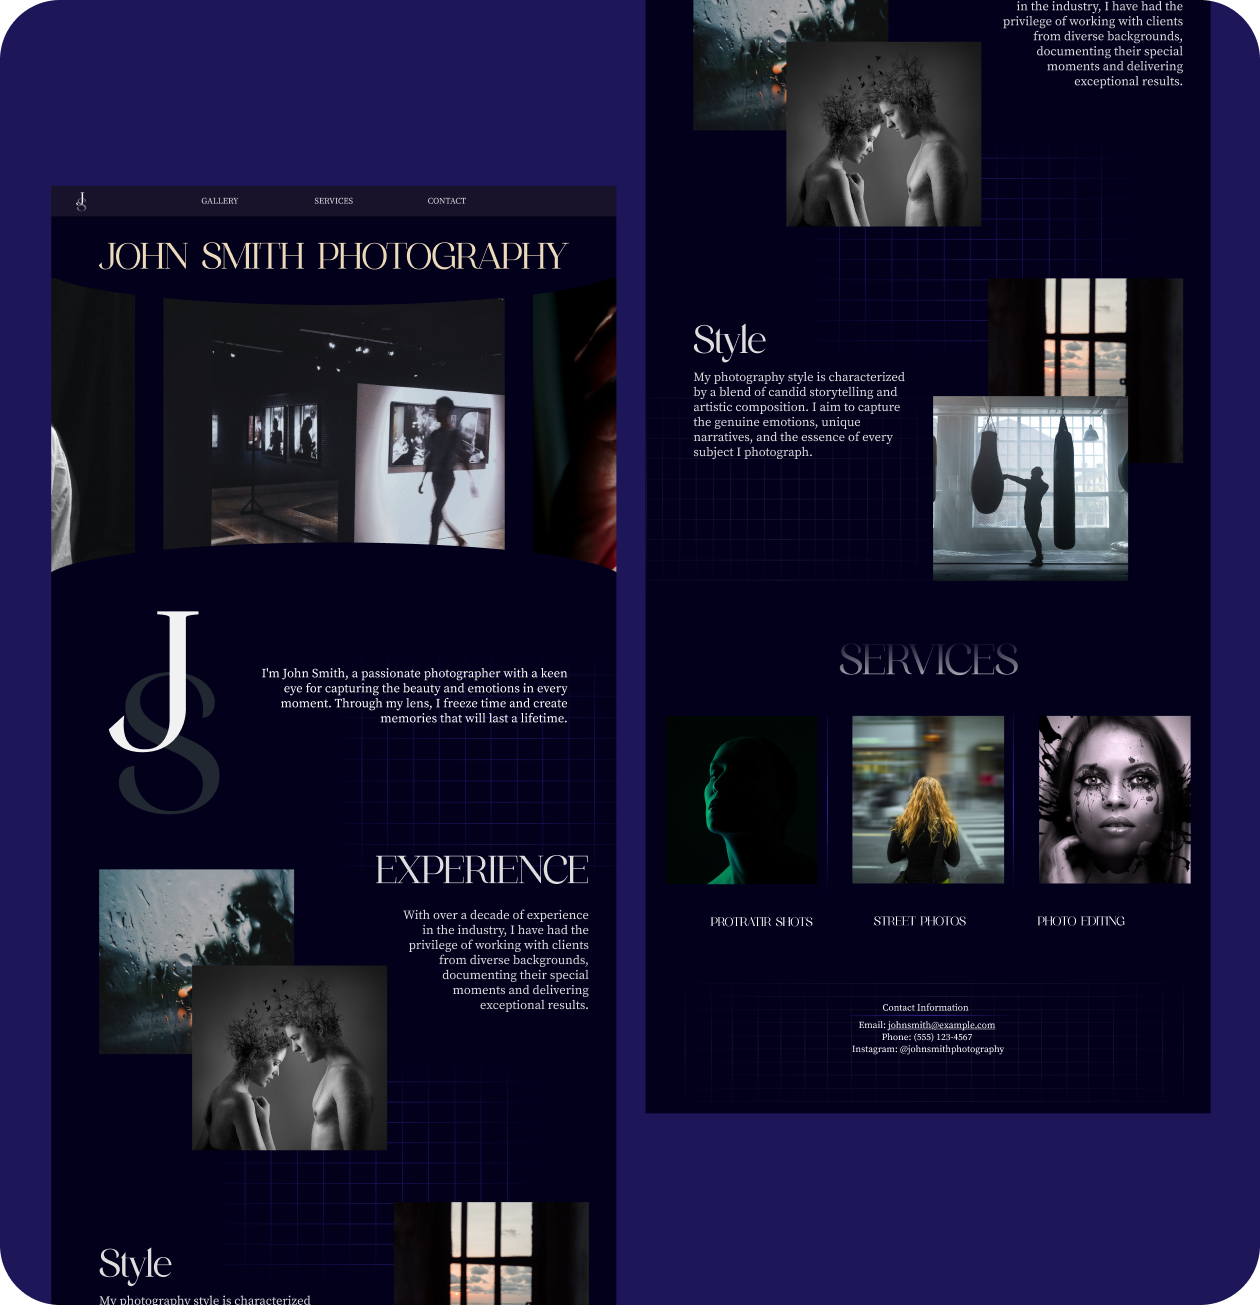 J
S
GALLERY
SERVICES
CONTACT
JOHN SMITH PHOTOGRAPHY
J
S
I'm John Smith, a passionate photographer with a keen
eye for capturing the beauty and emotions in every
moment. Through my lens, I freeze time and create
memories that will last a lifetime.
EXPERIENCE
With over a decade of experience
in the industry, I have had the
privilege of working with clients
from diverse backgrounds,
documenting their special
moments and delivering
exceptional results.
Style
My photography style is characterized
in the industry, I have had the
privilege of working with clients
from diverse backgrounds,
documenting their special
moments and delivering
exceptional results.
Style
My photography style is characterized
by a blend of candid storytelling and
artistic composition. I aim to capture
the genuine emotions, unique
narratives, and the essence of every
subject I photograph.
SERVICES
PROTRATIR SHOTS
STREET PHOTOS
PHOTO EDITING
Contact Information
Email: johnsmith@example.com
Phone: (555) 123-4567
Instagram: @johnsmithphotography